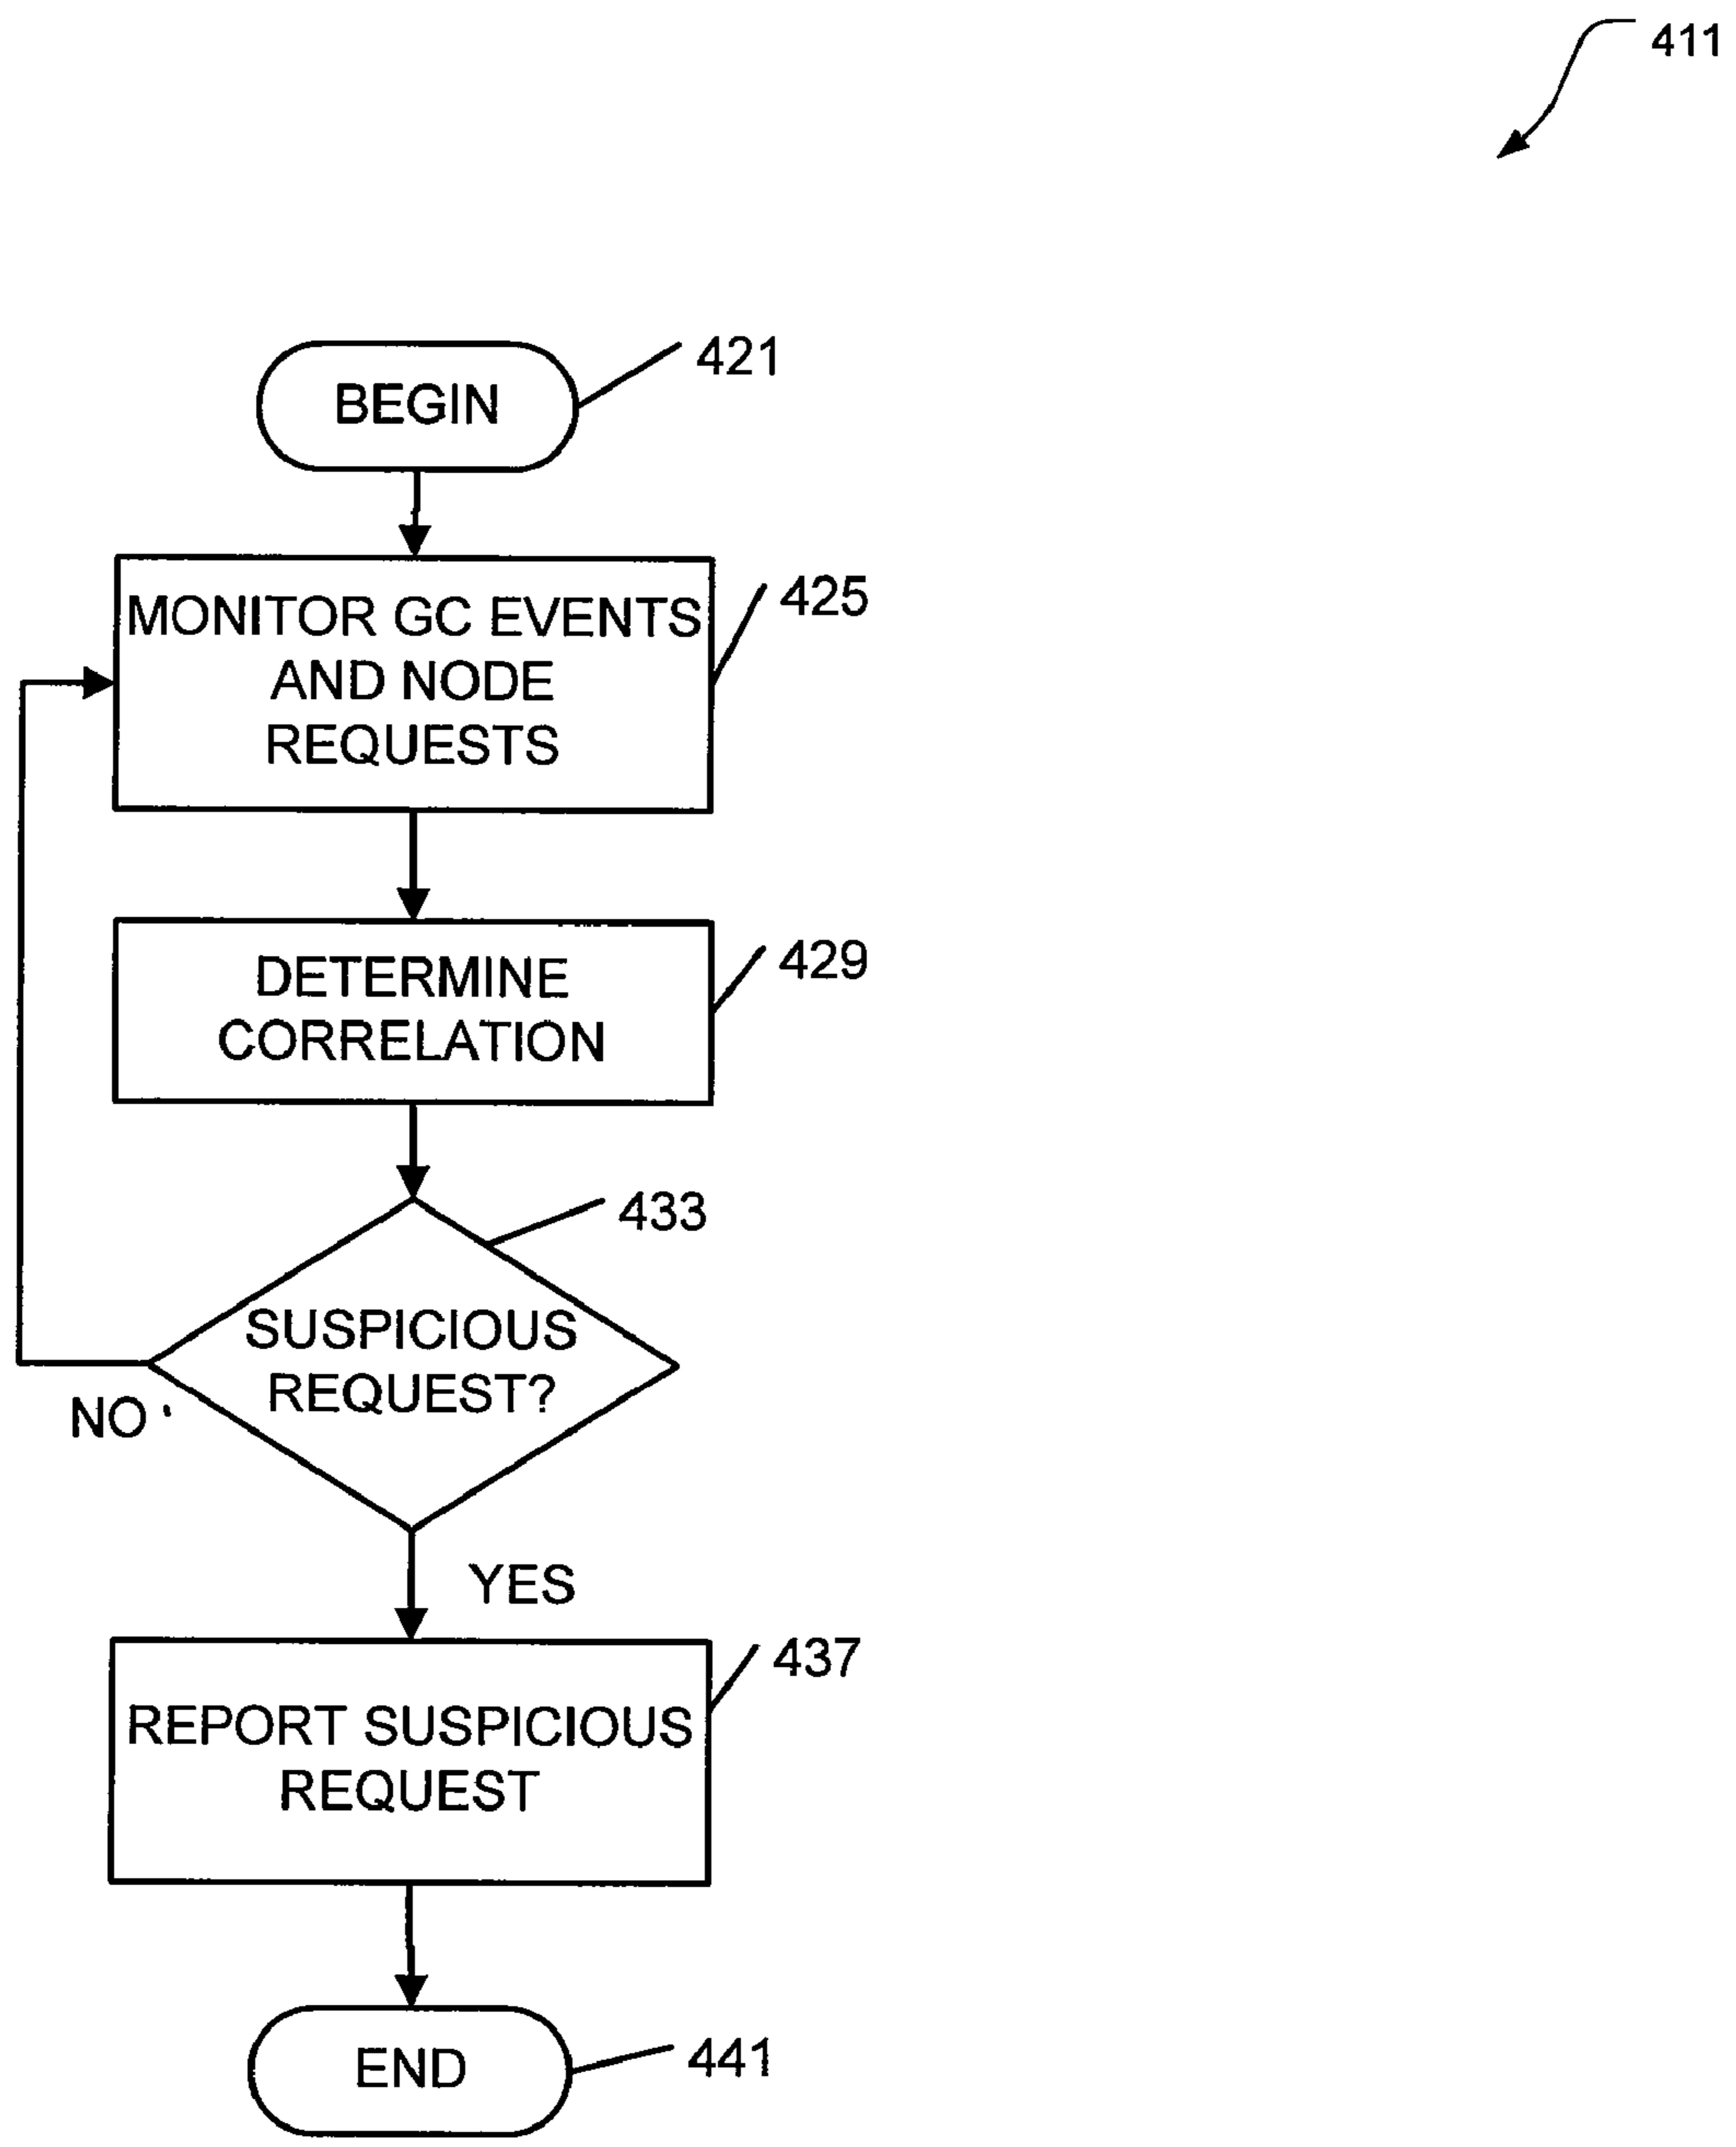 411
BEGIN
421
MONITOR GC EVENTS
AND NODE
REQUESTS
425
DETERMINE
CORRELATION
429
433
SUSPICIOUS
REQUEST?
NO
YES
437
REPORT SUSPICIOUS
REQUEST
END
441